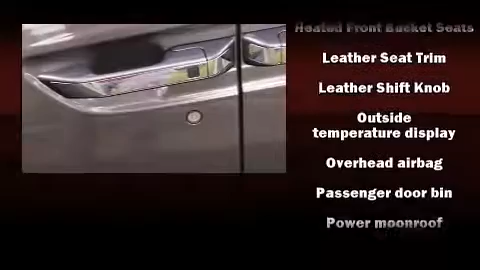 Heated Front Bucket Seats
Leather Seat Trim
Leather Shift Knob
Outside
temperature display
Overhead airbag
Passenger door bin
Power moonroof